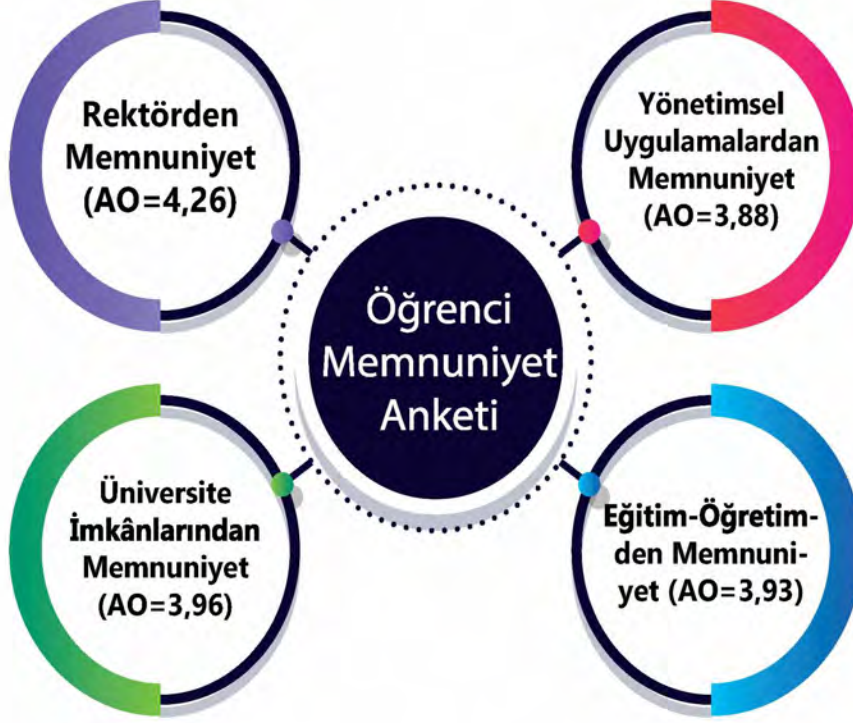 Rektörden
Memnuniyet
(AO=4,26)
Yönetimsel
Uygulamalardan
Memnuniyet
(AO=3,88)
Öğrenci
Memnuniyet
Anketi
Üniversite
İmkânlarından
Memnuniyet
(AO=3,96)
Eğitim-Öğretim-
den Memnuni-
yet (AO=3,93)